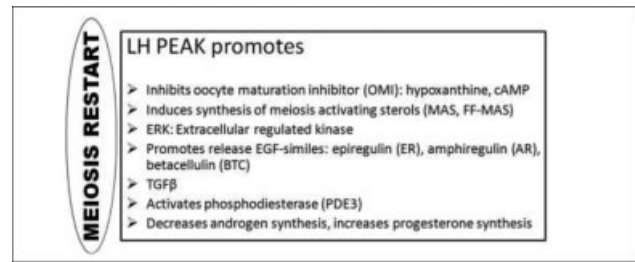 MEIOSIS RESTART
LH PEAK promotes
➢ Inhibits oocyte maturation inhibitor (OMI): hypoxanthine, cAMP
➢ Induces synthesis of meiosis activating sterols (MAS, FF-MAS)
➢ ERK: Extracellular regulated kinase
➢ Promotes release EGF-similes: epiregulin (ER), amphiregulin (AR),
betacellulin (BTC)
➢ TGFβ
➢ Activates phosphodiesterase (PDE3)
➢ Decreases androgen synthesis, increases progesterone synthesis